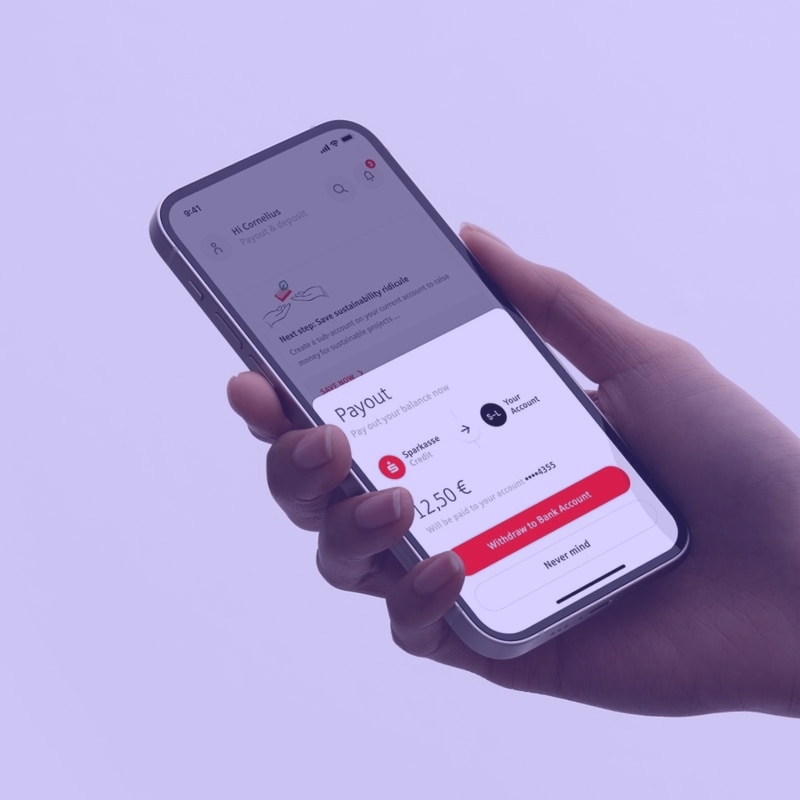 9:41
3
Hi Cornelius
Payout & deposit
Next step: Save sustainability ridicule
Create a sub-account on your current account to raise
money for sustainable projects ...
SAVE NOW
Payout
Pay out your balance now
Sparkasse
Credit
S-L
Your
Account
12,50 €
Will be paid to your account ••••4355
Withdraw to Bank Account
Never mind